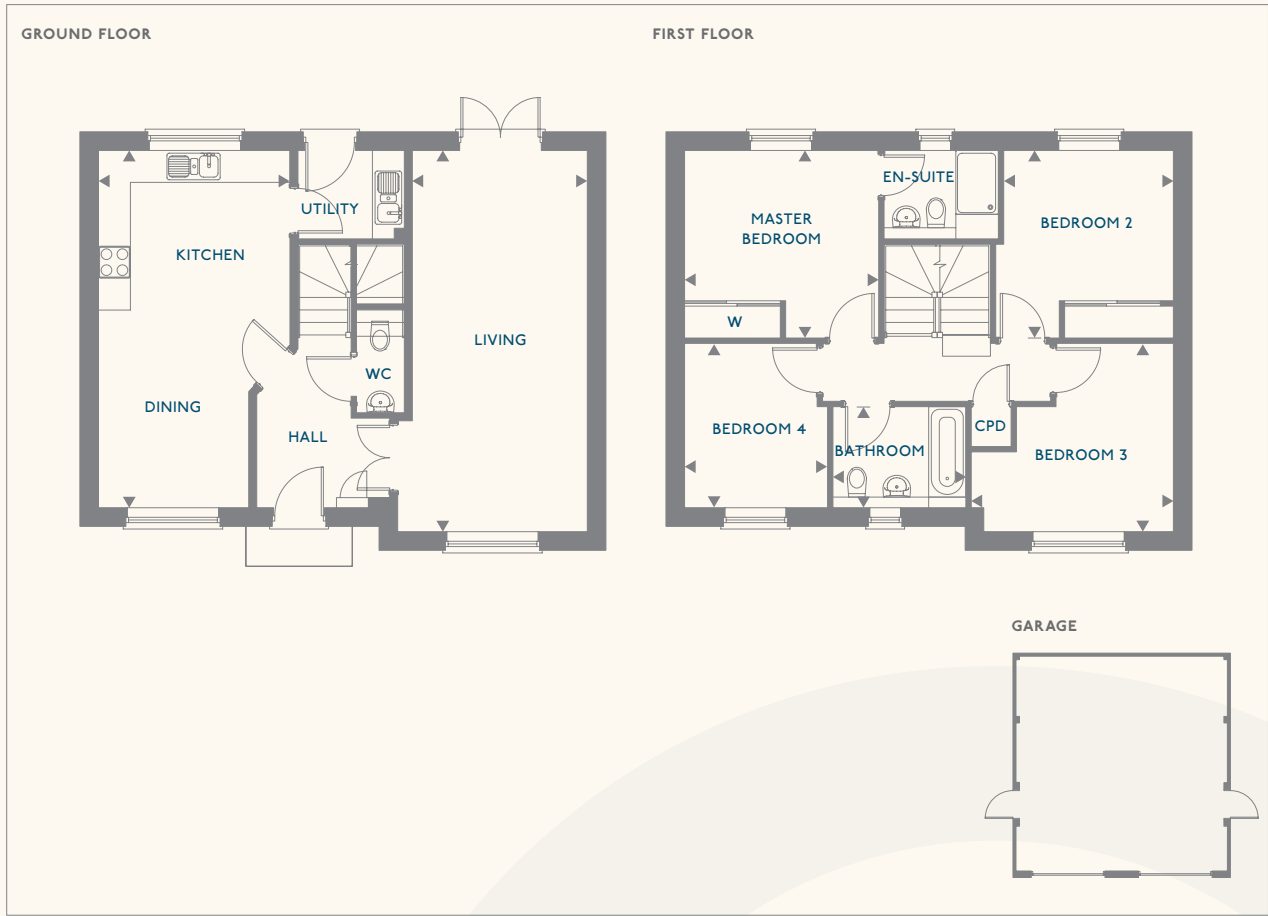 GROUND FLOOR
FIRST FLOOR
UTILITY
KITCHEN
LIVING
WC
DINING
HALL
EN-SUITE
MASTER
BEDROOM
BEDROOM 2
W
BEDROOM 4
BATHROOM
CPD
BEDROOM 3
GARAGE